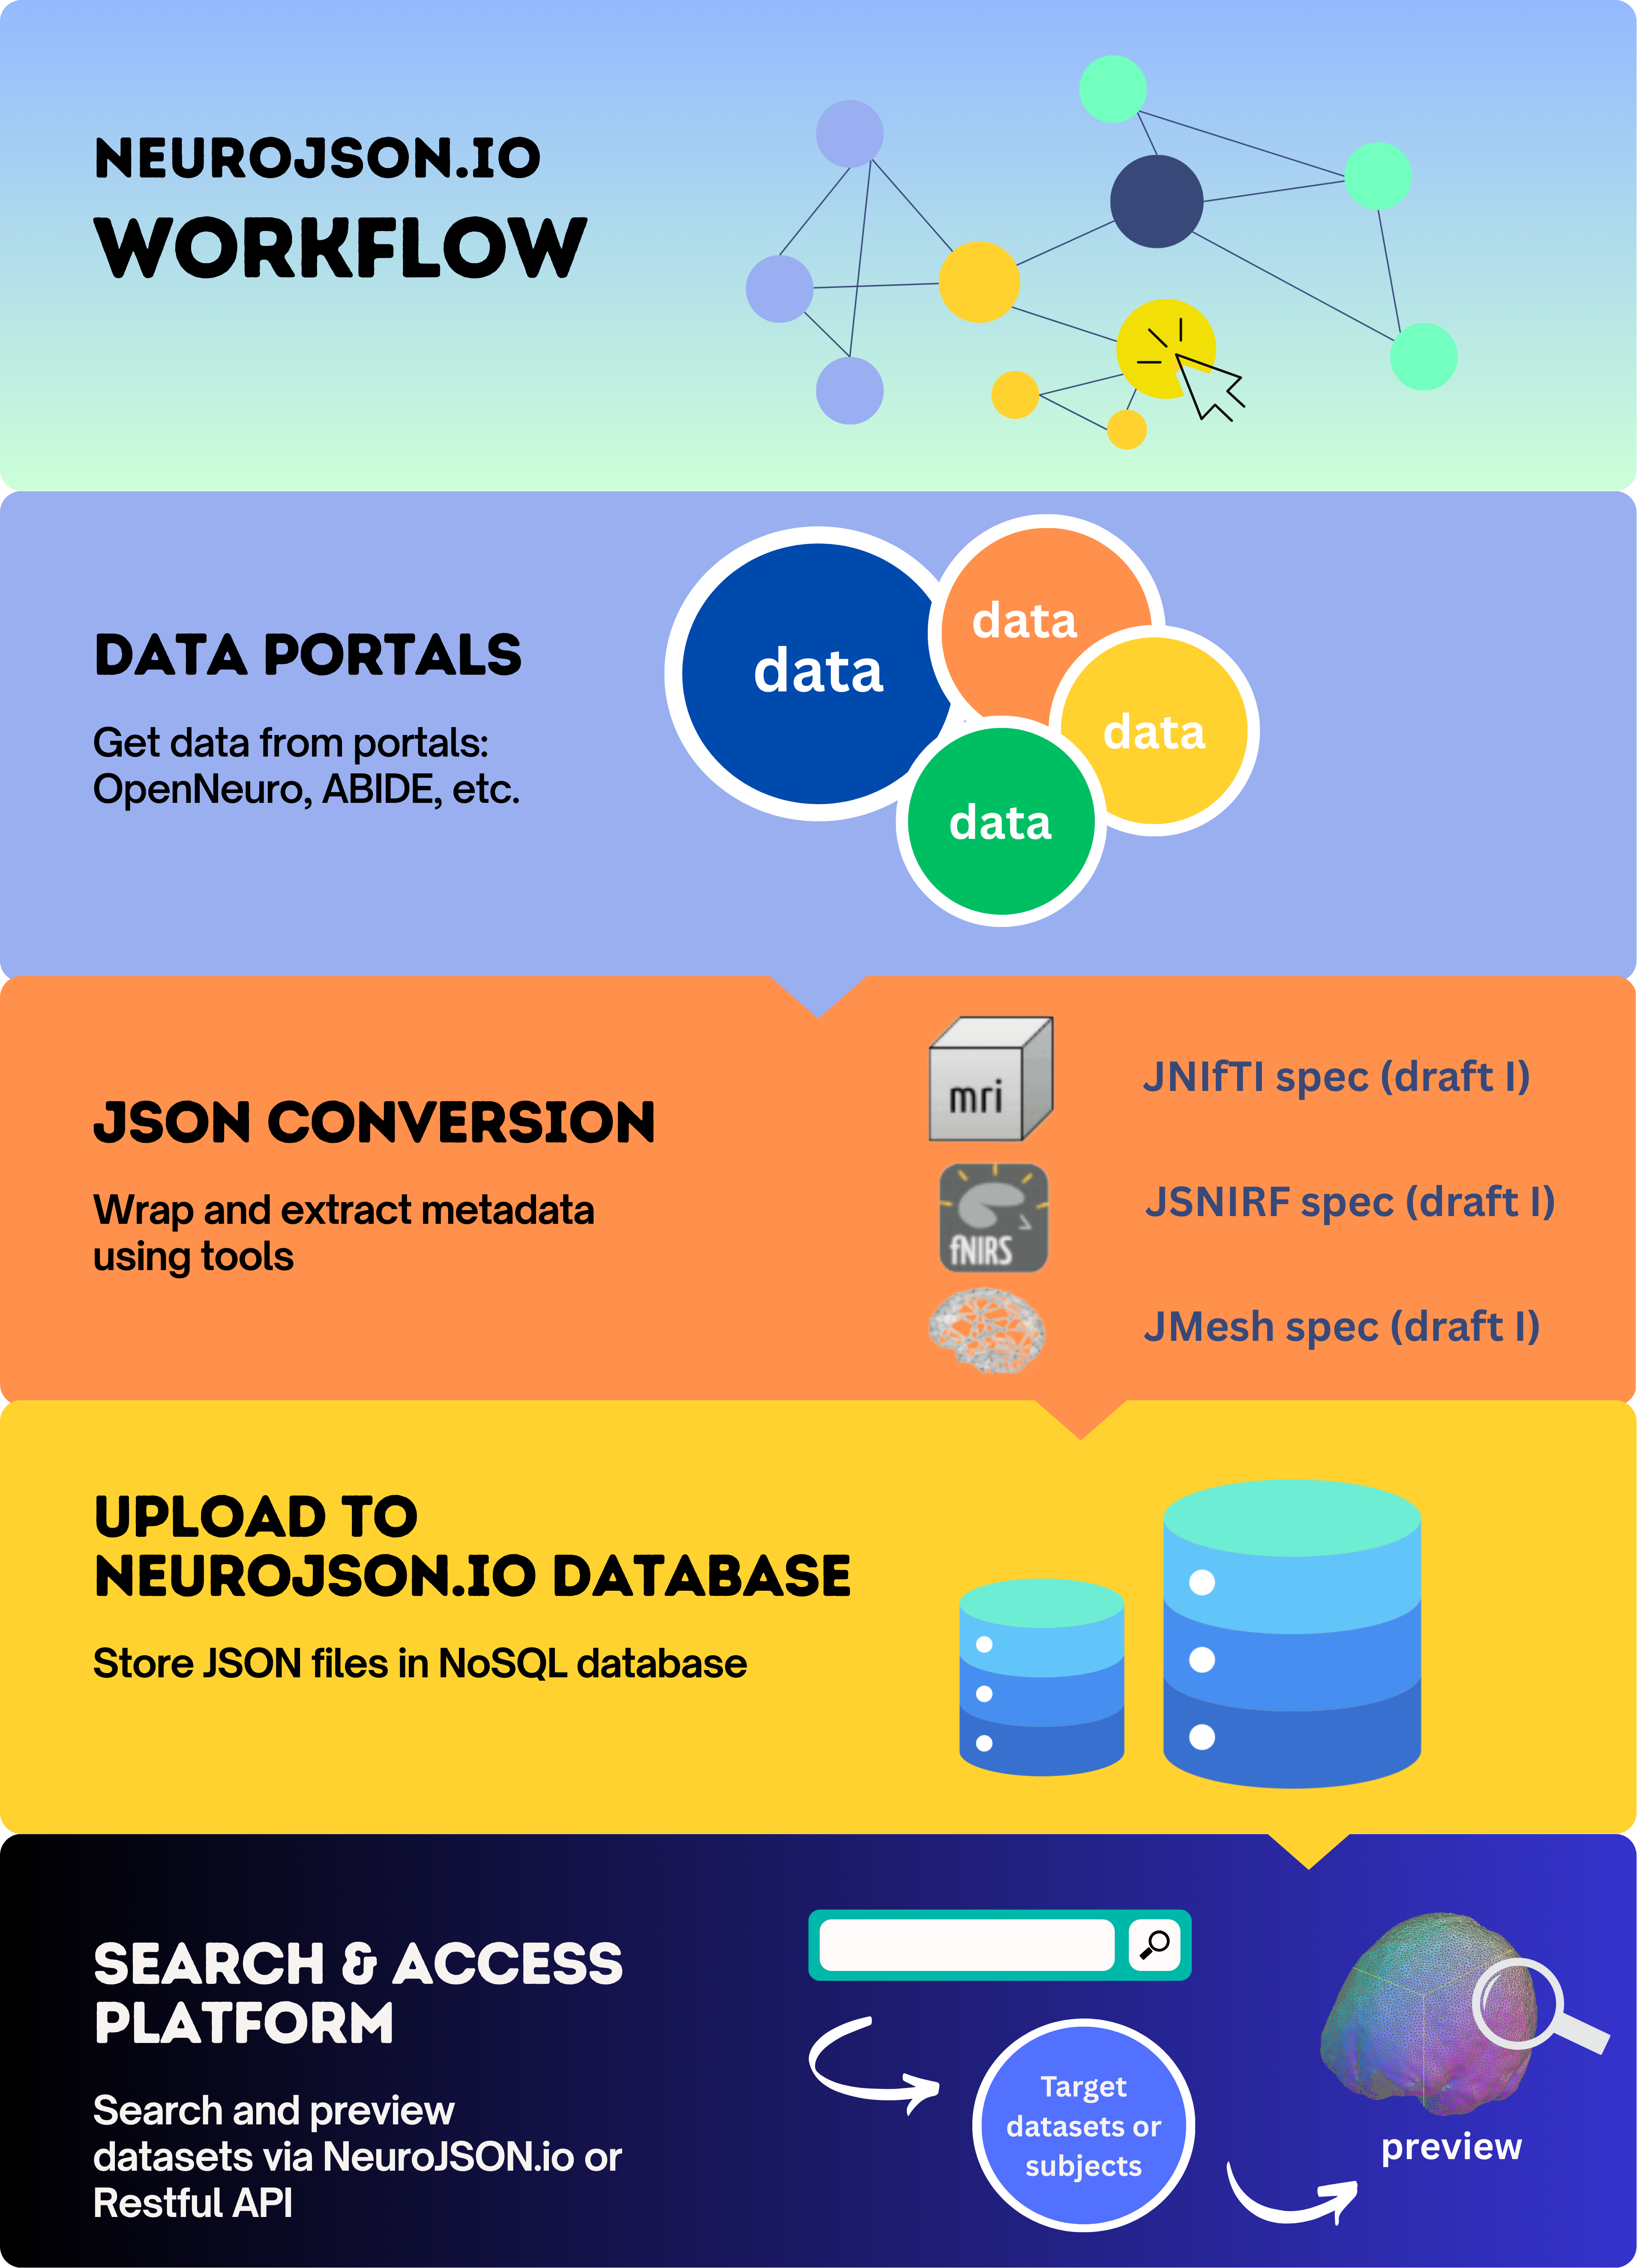 NEUROJSON.IO
WORKFLOW
DATA PORTALS
Get data from portals:
OpenNeuro, ABIDE, etc.
data
data
data
data
JSON CONVERSION
Wrap and extract metadata
using tools
mri
JNIfTI spec (draft I)
fNIRS
JSNIRF spec (draft I)
JMesh spec (draft I)
UPLOAD TO
NEUROJSON.IO DATABASE
Store JSON files in NoSQL database
SEARCH & ACCESS
PLATFORM
Search and preview
datasets via NeuroJSON.io or
Restful API
Target
datasets or
subjects
preview